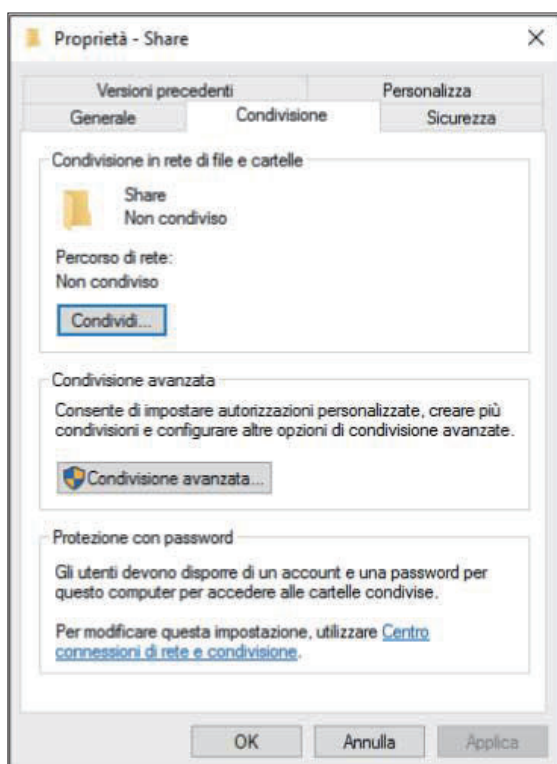 Proprietà - Share
Versioni precedenti
Personalizza
Generale
Condivisione
Sicurezza
Condivisione in rete di file e cartelle
Share
Non condiviso
Percorso di rete:
Non condiviso
Condividi...
Condivisione avanzata
Consente di impostare autorizzazioni personalizzate, creare più
condivisioni e configurare altre opzioni di condivisione avanzate.
Condivisione avanzata...
Protezione con password
Gli utenti devono disporre di un account e una password per
questo computer per accedere alle cartelle condivise.
Per modificare questa impostazione, utilizzare Centro
connessioni di rete e condivisione.
OK
Annulla
Applica